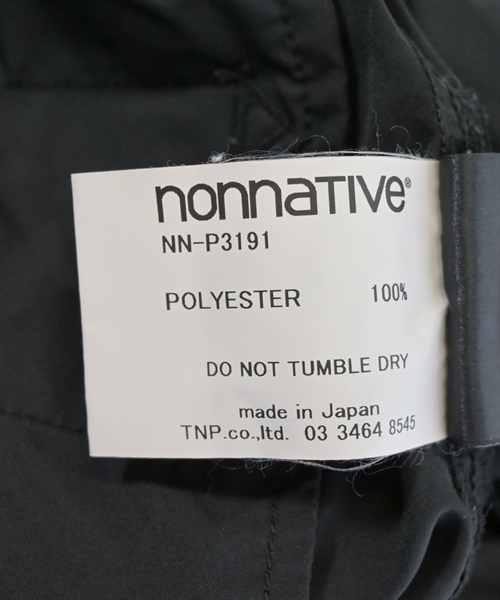 nonnative®
NN-P3191
POLYESTER 100%
DO NOT TUMBLE DRY
made in Japan
TNP.co.,ltd. 03 3464 8545